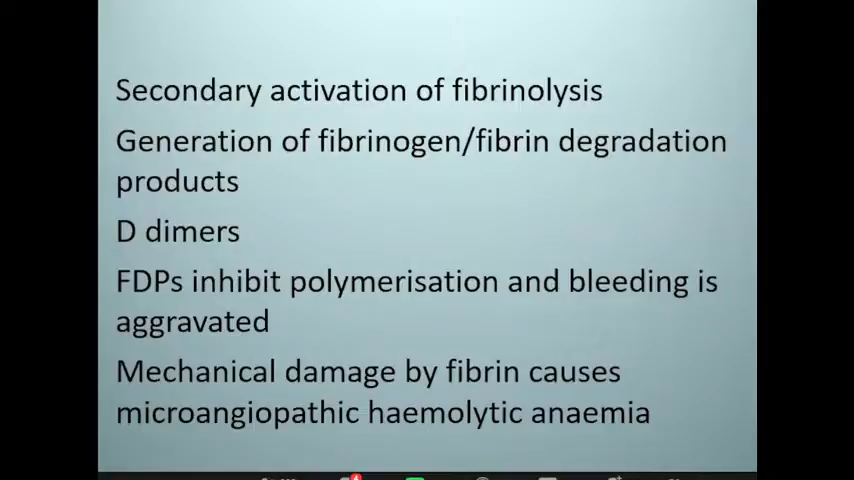 Secondary activation of fibrinolysis
Generation of fibrinogen/fibrin degradation
products
D dimers
FDPs inhibit polymerisation and bleeding is
aggravated
Mechanical damage by fibrin causes
microangiopathic haemolytic anaemia